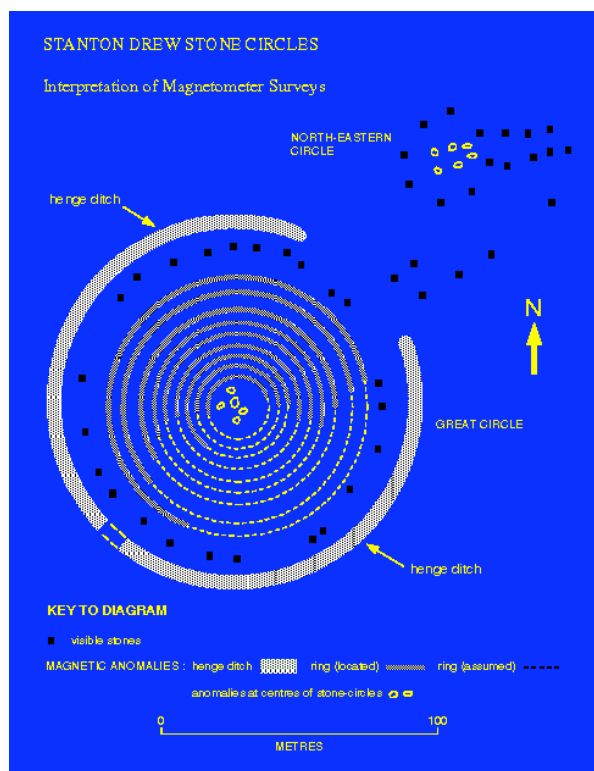 STANTON DREW STONE CIRCLES
Interpretation of Magnetometer Surveys
NORTH-EASTERN
CIRCLE
henge ditch
N
GREAT CIRCLE
henge ditch
KEY TO DIAGRAM
visible stones
MAGNETIC ANOMALIES : henge ditch ring (located) ring (assumed)
anomalies at centres of stone-circles
0 100
METRES